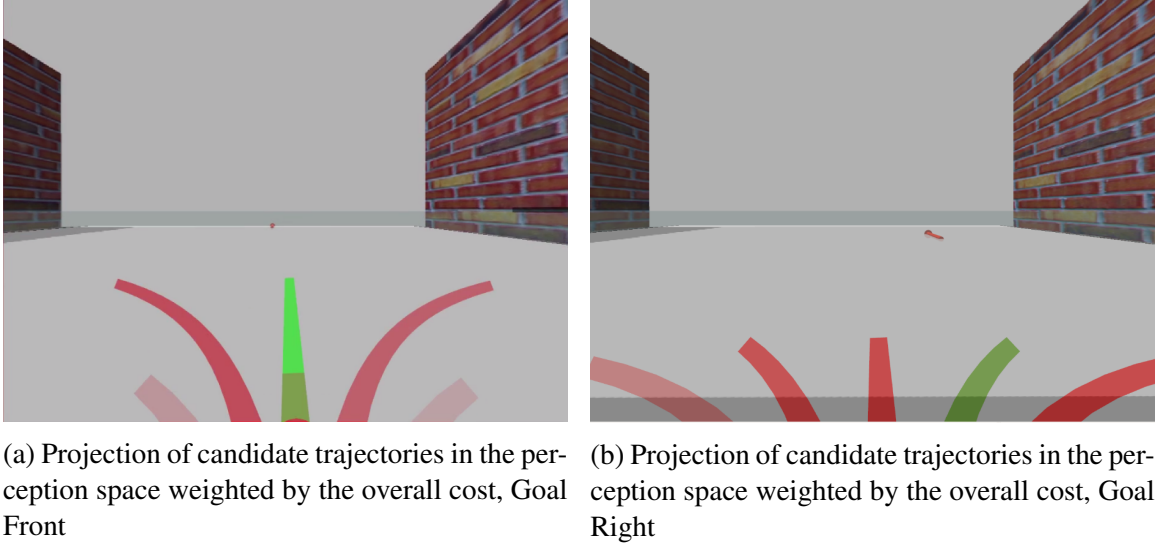 (a) Projection of candidate trajectories in the per-
ception space weighted by the overall cost, Goal
Front
(b) Projection of candidate trajectories in the per-
ception space weighted by the overall cost, Goal
Right